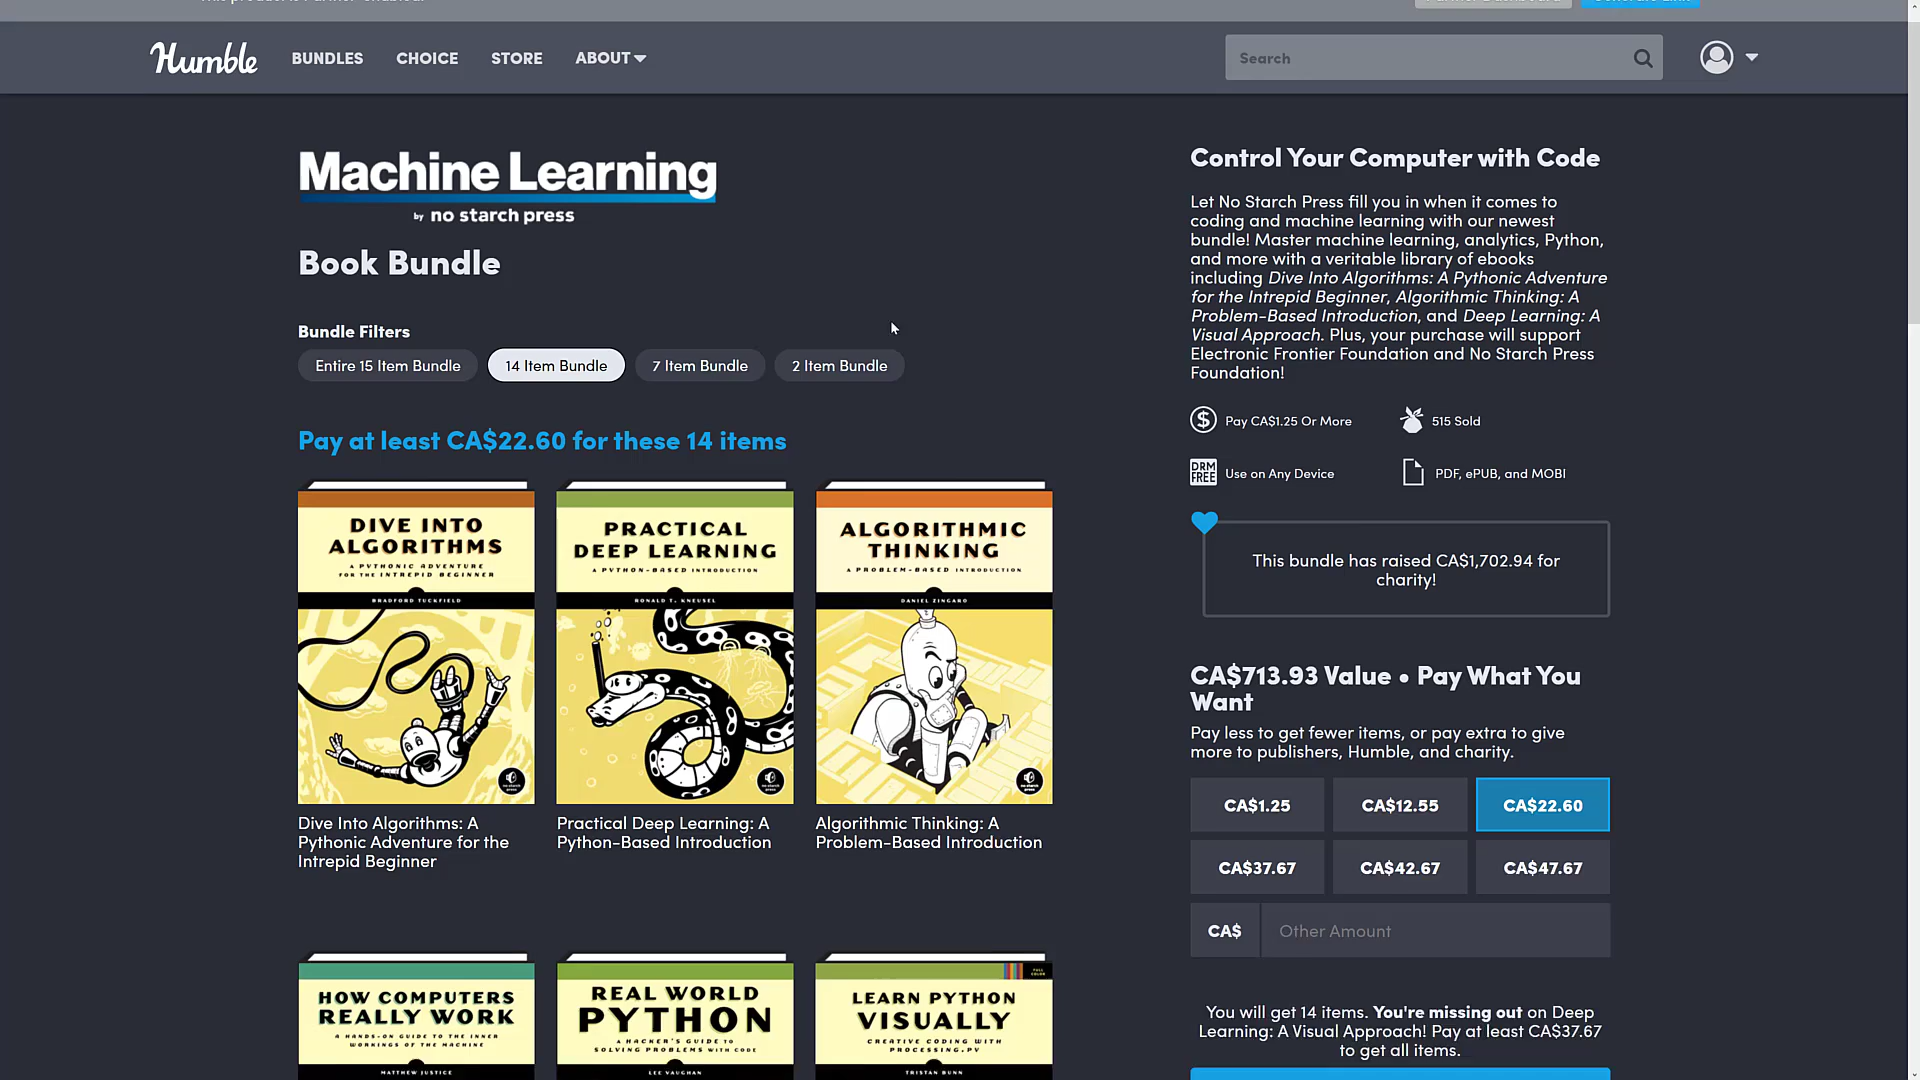 Humble
BUNDLES
CHOICE
STORE
ABOUT
Search
Machine Learning
by no starch press
Book Bundle
Bundle Filters
Entire 15 Item Bundle
14 Item Bundle
7 Item Bundle
2 Item Bundle
Pay at least CA$22.60 for these 14 items
DIVE INTO
ALGORITHMS
A PYTHONIC ADVENTURE
FOR THE INTREPID BEGINNER
BRADFORD TUCKFIELD
Dive Into Algorithms: A
Pythonic Adventure for the
Intrepid Beginner
PRACTICAL
DEEP LEARNING
A PYTHON-BASED INTRODUCTION
RONALD T. KNEUSEL
Practical Deep Learning: A
Python-Based Introduction
ALGORITHMIC
THINKING
A PROBLEM-BASED INTRODUCTION
DANIEL ZINGARO
Algorithmic Thinking: A
Problem-Based Introduction
HOW COMPUTERS
REALLY WORK
A HANDS-ON GUIDE TO THE INNER
WORKINGS OF THE MACHINE
MATTHEW JUSTICE
REAL WORLD
PYTHON
A HACKER'S GUIDE TO
SOLVING PROBLEMS WITH CODE
LEE VAUGHAN
LEARN PYTHON
VISUALLY
CREATIVE CODING WITH
PROCESSING.PY
TRISTAN BUNN
Control Your Computer with Code
Let No Starch Press fill you in when it comes to
coding and machine learning with our newest
bundle! Master machine learning, analytics, Python,
and more with a veritable library of ebooks
including Dive Into Algorithms: A Pythonic Adventure
for the Intrepid Beginner, Algorithmic Thinking: A
Problem-Based Introduction, and Deep Learning: A
Visual Approach. Plus, your purchase will support
Electronic Frontier Foundation and No Starch Press
Foundation!
Pay CA$1.25 Or More
515 Sold
DRM
FREE
Use on Any Device
PDF, ePUB, and MOBI
This bundle has raised CA$1,702.94 for
charity!
CA$713.93 Value • Pay What You
Want
Pay less to get fewer items, or pay extra to give
more to publishers, Humble, and charity.
CA$1.25
CA$12.55
CA$22.60
CA$37.67
CA$42.67
CA$47.67
CA$
Other Amount
You will get 14 items. You're missing out on Deep
Learning: A Visual Approach! Pay at least CA$37.67
to get all items.